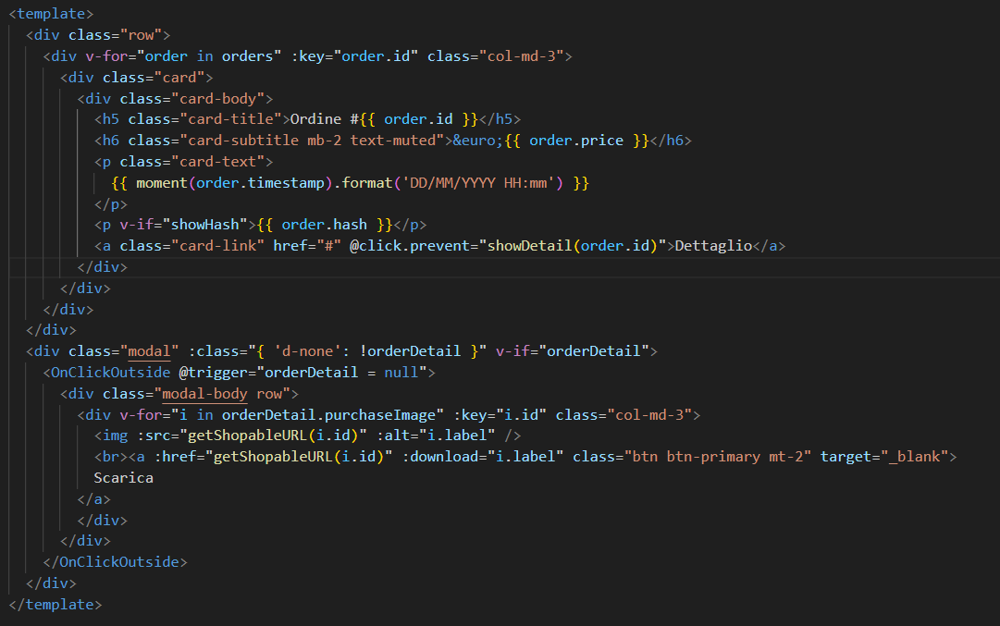 <template>
<div class="row">
<div v-for="order in orders" :key="order.id" class="col-md-3">
<div class="card">
<div class="card-body">
<h5 class="card-title">Ordine #{{ order.id }}</h5>
<h6 class="card-subtitle mb-2 text-muted">&euro;{{ order.price }}</h6>
<p class="card-text">
{{ moment(order.timestamp).format('DD/MM/YYYY HH:mm') }}
</p>
<p v-if="showHash">{{ order.hash }}</p>
<a class="card-link" href="#" @click.prevent="showDetail(order.id)">Dettaglio</a>
</div>
</div>
</div>
</div>
<div class="modal" :class="{ 'd-none': !orderDetail }" v-if="orderDetail">
<OnClickOutside @trigger="orderDetail = null">
<div class="modal-body row">
<div v-for="i in orderDetail.purchaseImage" :key="i.id" class="col-md-3">
<img :src="getShopableURL(i.id)" :alt="i.label" />
<br><a :href="getShopableURL(i.id)" :download="i.label" class="btn btn-primary mt-2" target="_blank">
Scarica
</a>
</div>
</div>
</OnClickOutside>
</div>
</template>